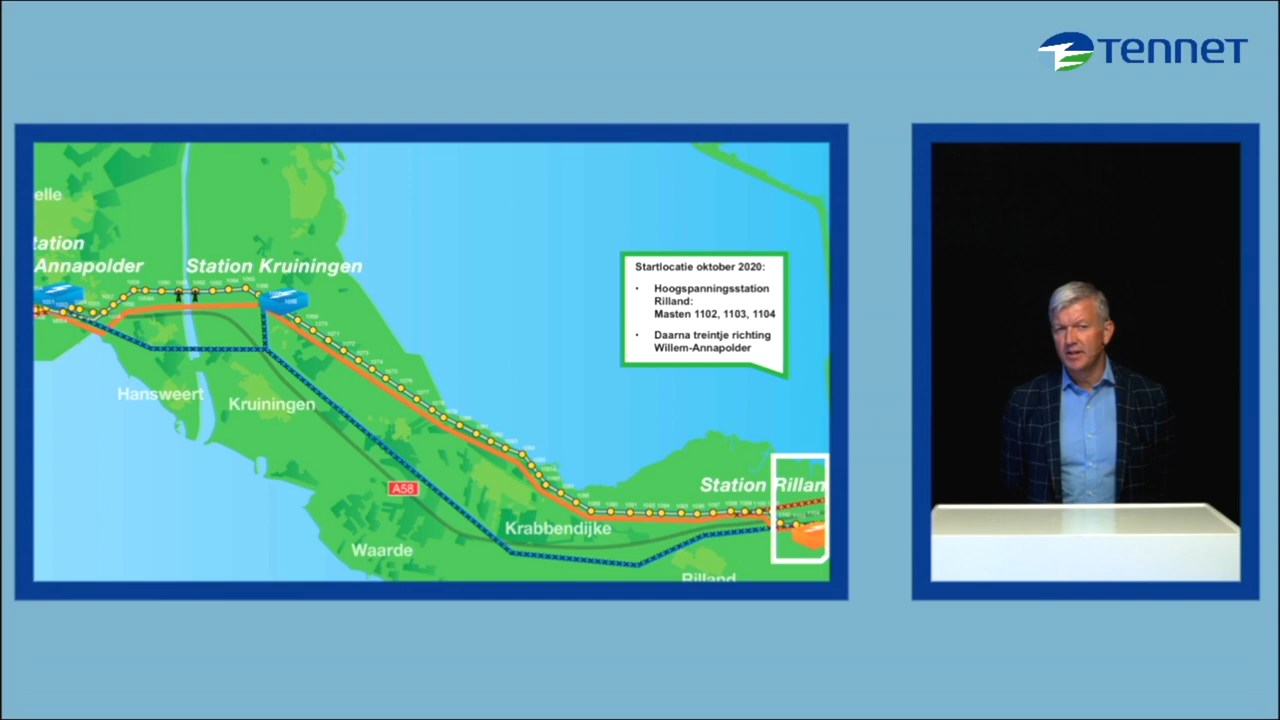 TenneT
elle
tation
Annapolder
Station Kruiningen
Startlocatie oktober 2020:
• Hoogspanningsstation
Rilland:
Masten 1102, 1103, 1104
• Daarna treintje richting
Willem-Annapolder
Hansweert
Kruiningen
A58
Station Rillan
Krabbendijke
Waarde
Rilland